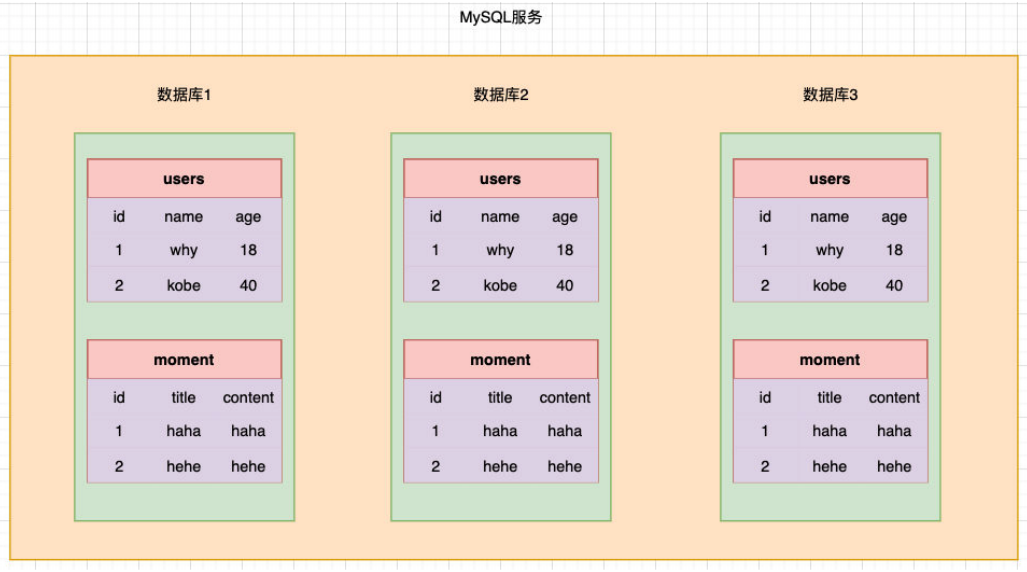 MySQL服务
数据库1 数据库2 数据库3
users users users
id name age id name age id name age
1 why 18 1 why 18 1 why 18
2 kobe 40 2 kobe 40 2 kobe 40
moment moment moment
id title content id title content id title content
1 haha haha 1 haha haha 1 haha haha
2 hehe hehe 2 hehe hehe 2 hehe hehe